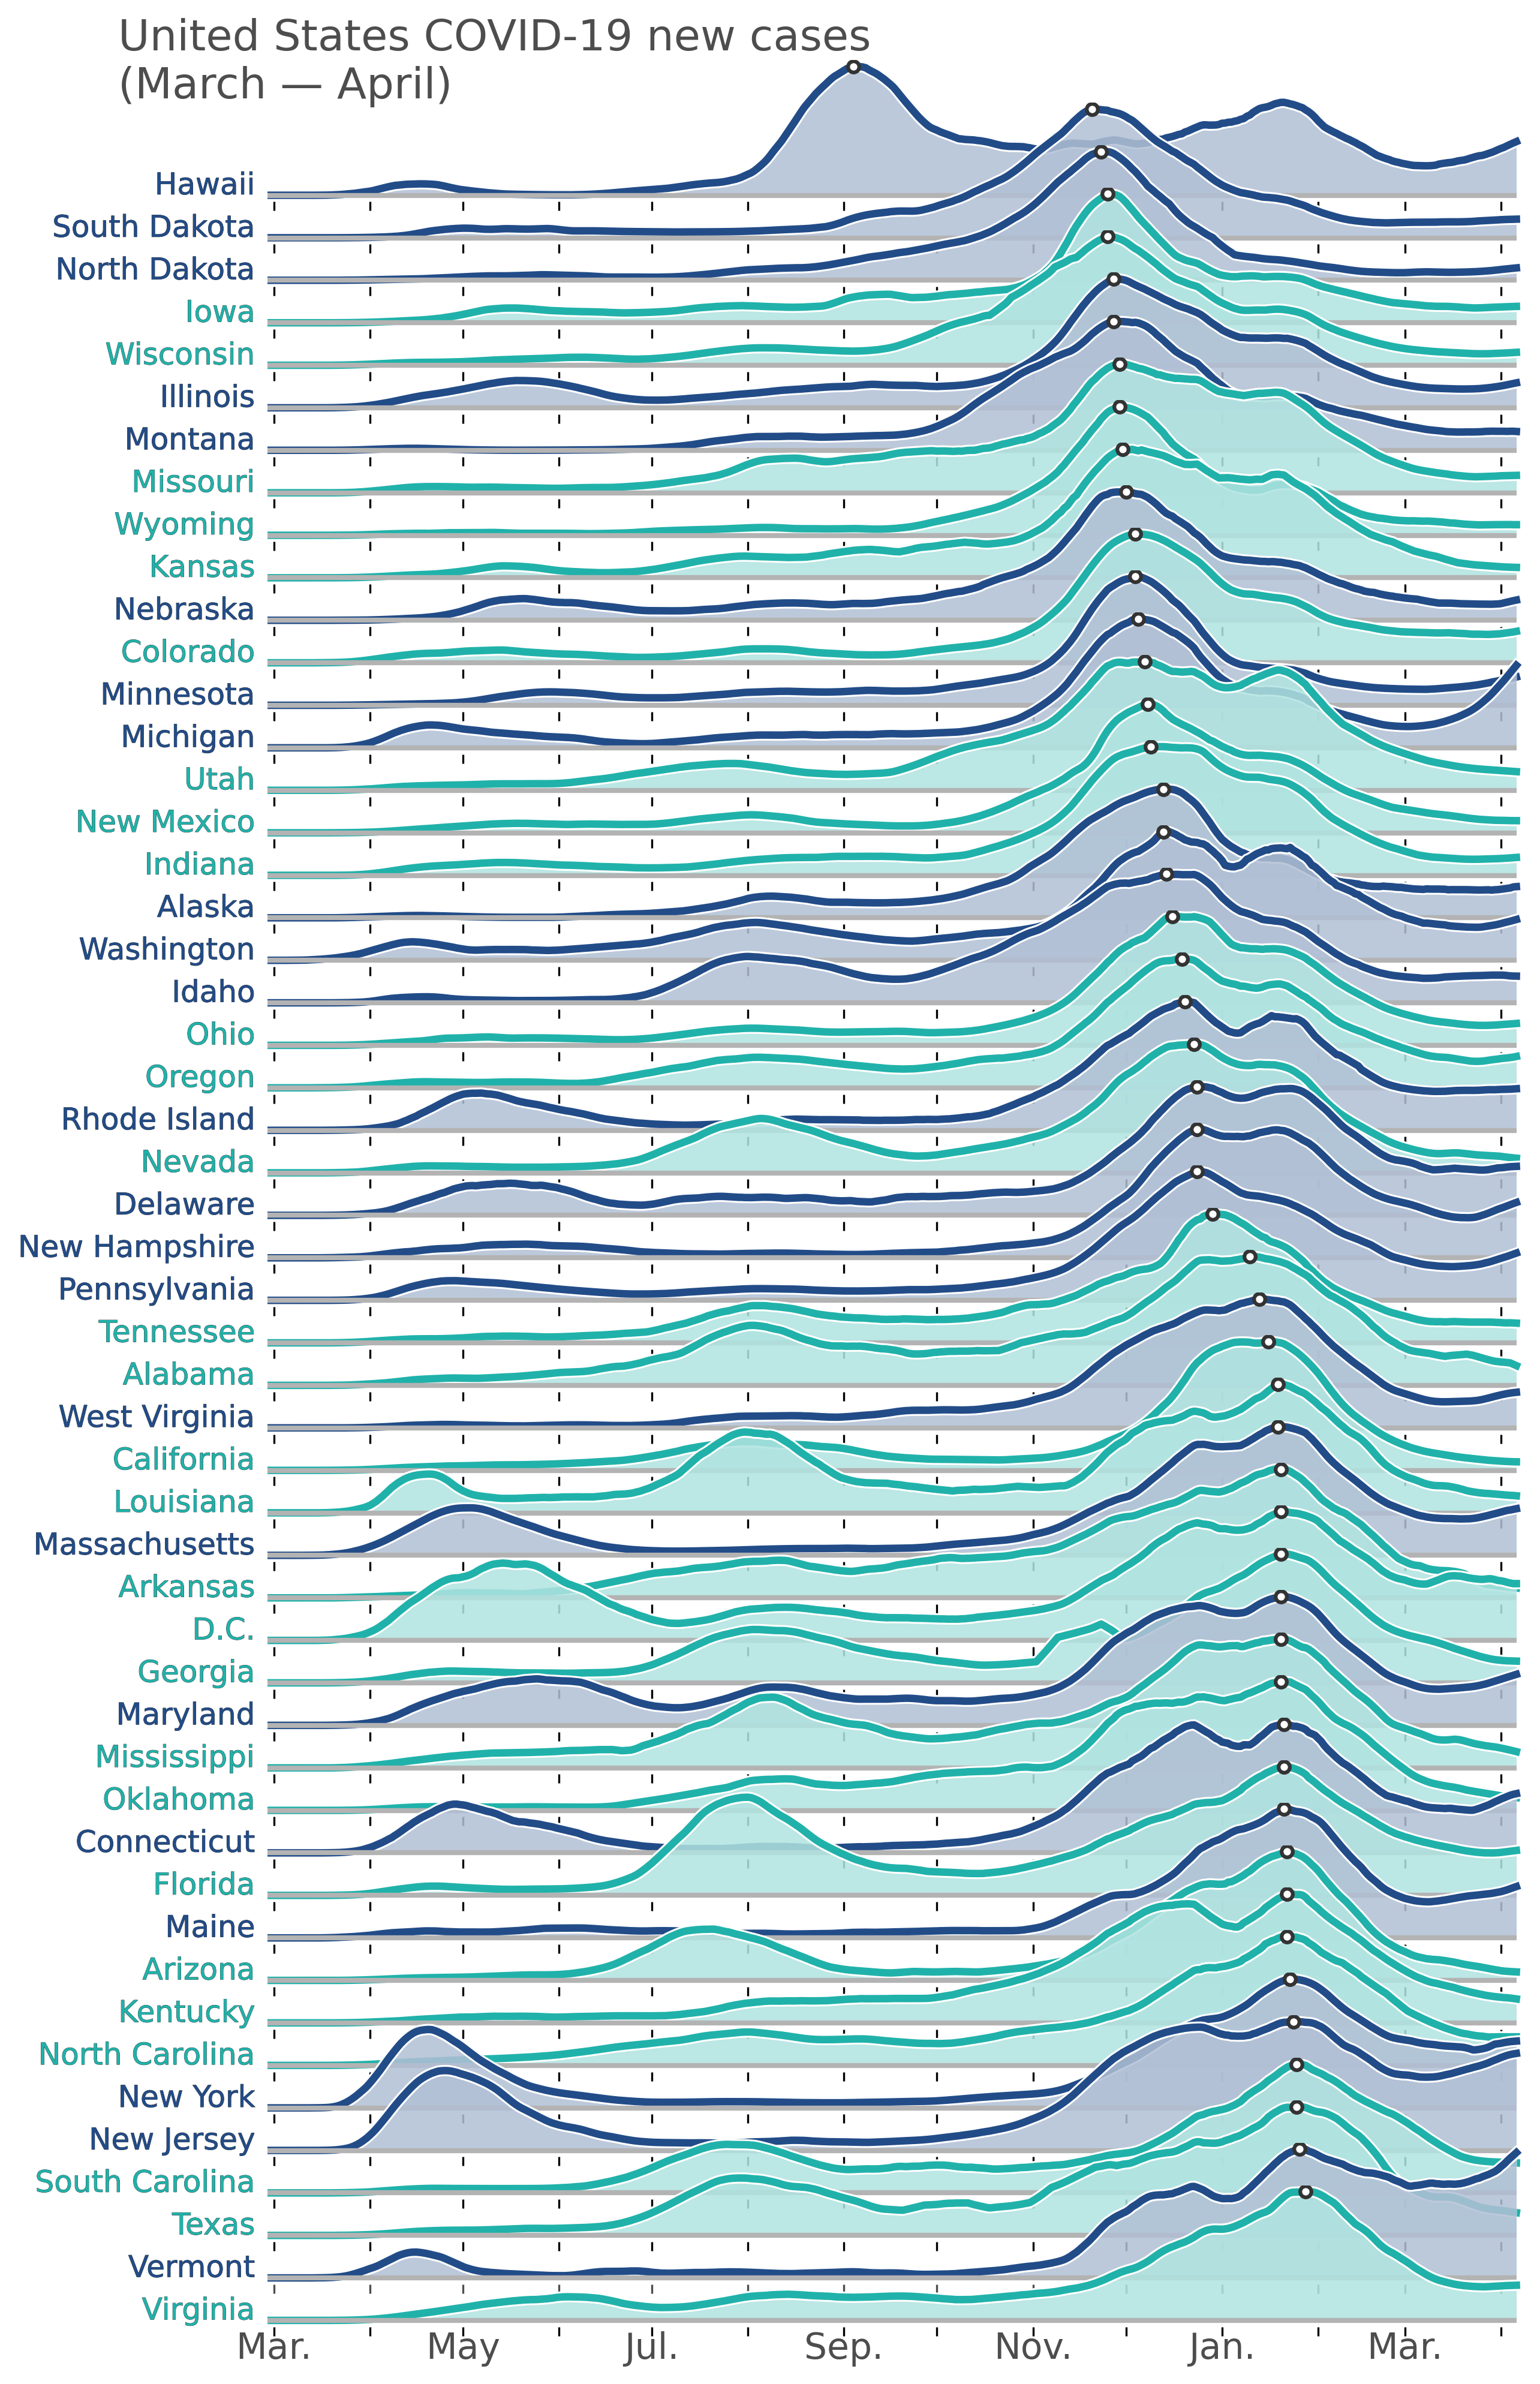 United States COVID-19 new cases
(March — April)
Hawaii
South Dakota
North Dakota
Iowa
Wisconsin
Illinois
Montana
Missouri
Wyoming
Kansas
Nebraska
Colorado
Minnesota
Michigan
Utah
New Mexico
Indiana
Alaska
Washington
Idaho
Ohio
Oregon
Rhode Island
Nevada
Delaware
New Hampshire
Pennsylvania
Tennessee
Alabama
West Virginia
California
Louisiana
Massachusetts
Arkansas
D.C.
Georgia
Maryland
Mississippi
Oklahoma
Connecticut
Florida
Maine
Arizona
Kentucky
North Carolina
New York
New Jersey
South Carolina
Texas
Vermont
Virginia
Mar. May Jul. Sep. Nov. Jan. Mar.